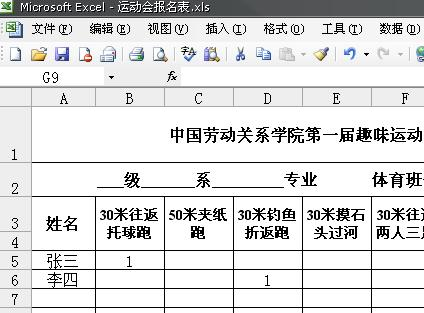 Microsoft Excel - 运动会报名表.xls
文件(F) 编辑(E) 视图(V) 插入(I) 格式(O) 工具(T) 数据(D)
G9 fx
A B C D E F
1 中国劳动关系学院第一届趣味运动
2 ___级______系________专业 体育班
3 姓名 30米往返 50米夹纸 30米钓鱼 30米摸石 30米往
4 托球跑 跑 折返跑 头过河 两人三
5 张三 1
6 李四 1
7